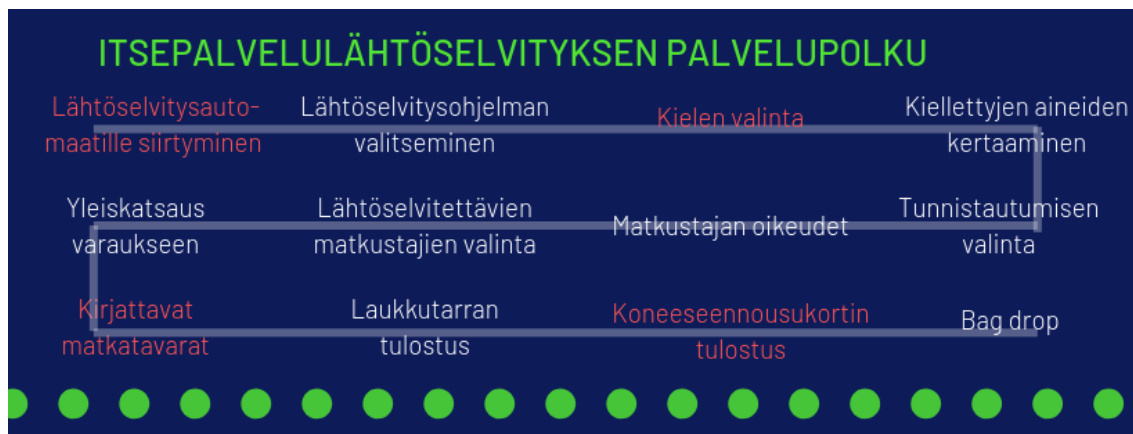 ITSEPALVELULÄHTÖSELVITYKSEN PALVELUPOLKU
Lähtöselvitysauto-
maatille siirtyminen
Lähtöselvitysohjelman
valitseminen
Kielen valinta
Kiellettyjen aineiden
kertaaminen
Yleiskatsaus
varaukseen
Lähtöselvitettävien
matkustajien valinta
Matkustajan oikeudet
Tunnistautumisen
valinta
Kirjattavat
matkatavarat
Laukkutarran
tulostus
Koneeseennousukortin
tulostus
Bag drop